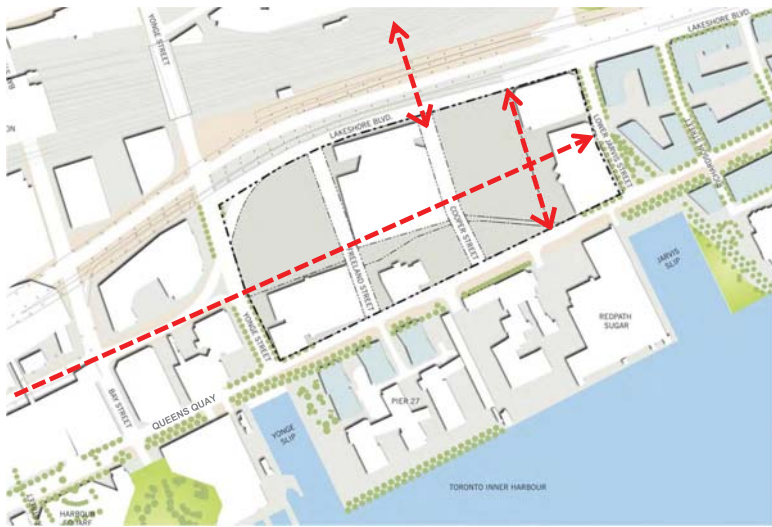 YONGE STREET
BAY
LAKESHORE BLVD.
LAKESHORE BLVD.
LOWER JARVIS STREET
COOPER STREET
FREELAND STREET
YONGE STREET
BAY STREET
QUEENS QUAY
YONGE
SLIP
PIER 27
REDPATH
SUGAR
JARVIS
SLIP
TORONTO INNER HARBOUR
HARBOUR